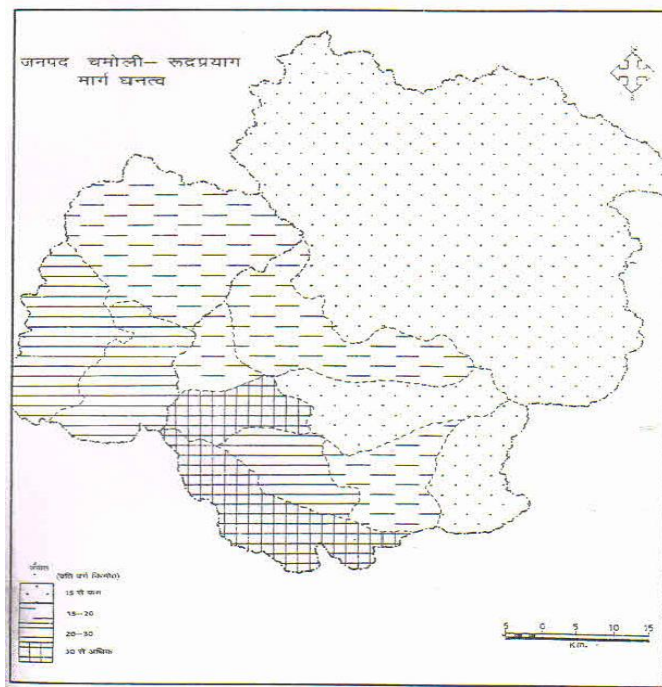 जनपद चमोली– रूद्रप्रयाग
मार्ग घनत्व
(प्रति वर्ग किमी०)
15 से कम
15–20
20–30
30 से अधिक
5 0 5 10 15
Km.